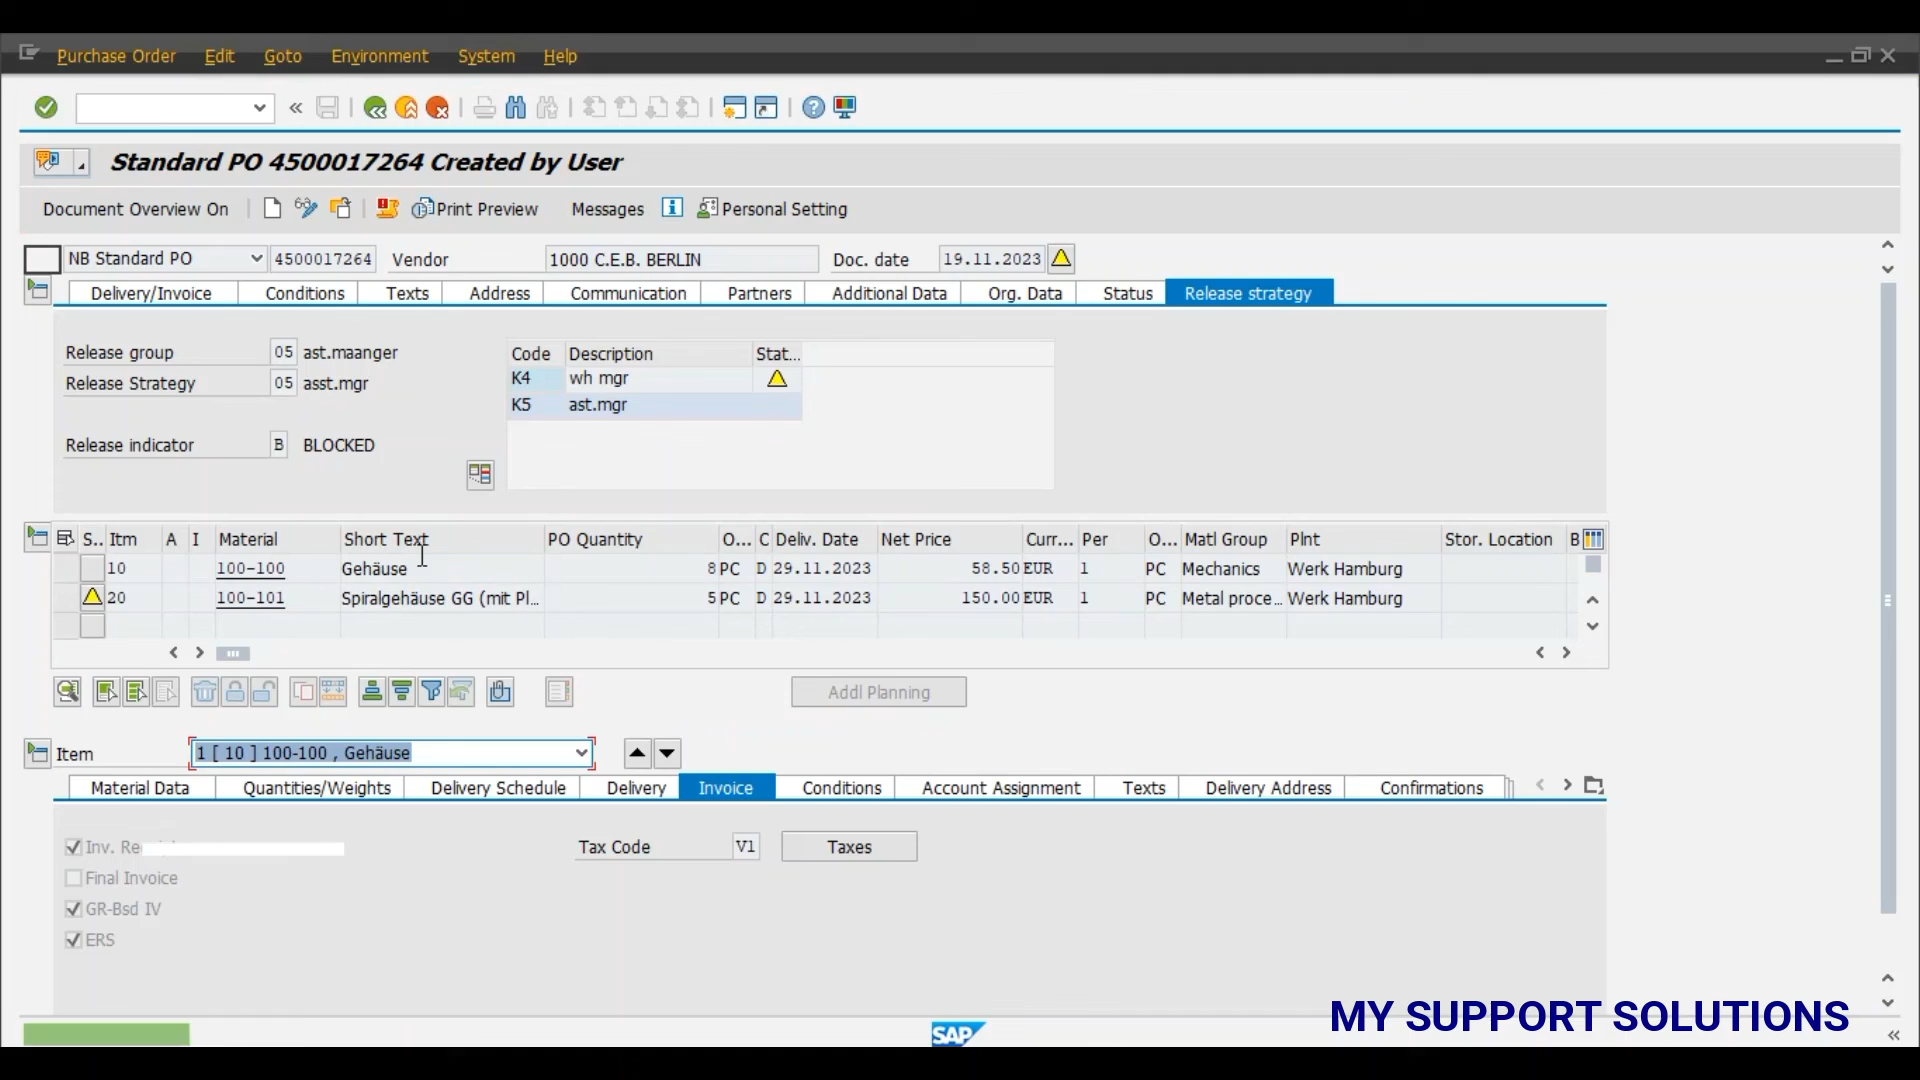 Purchase Order Edit Goto Environment System Help
Standard PO 4500017264 Created by User
Document Overview On Print Preview Messages Personal Setting
NB Standard PO 4500017264 Vendor 1000 C.E.B. BERLIN Doc. date 19.11.2023
Delivery/Invoice Conditions Texts Address Communication Partners Additional Data Org. Data Status Release strategy
Release group 05 ast.maanger
Release Strategy 05 asst.mgr
Release indicator B BLOCKED
Code Description Stat...
K4 wh mgr
K5 ast.mgr
S.. Itm A I Material Short Text PO Quantity O... C Deliv. Date Net Price Curr... Per O... Matl Group Plnt Stor. Location B
10 100-100 Gehäuse 8 PC D 29.11.2023 58.50 EUR 1 PC Mechanics Werk Hamburg
20 100-101 Spiralgehäuse GG (mit Pl... 5 PC D 29.11.2023 150.00 EUR 1 PC Metal proce... Werk Hamburg
Addl Planning
Item 1 [ 10 ] 100-100 , Gehäuse
Material Data Quantities/Weights Delivery Schedule Delivery Invoice Conditions Account Assignment Texts Delivery Address Confirmations
Inv. Tax Code V1 Taxes
Final Invoice
GR-Bsd IV
ERS
MY SUPPORT SOLUTIONS
SAP